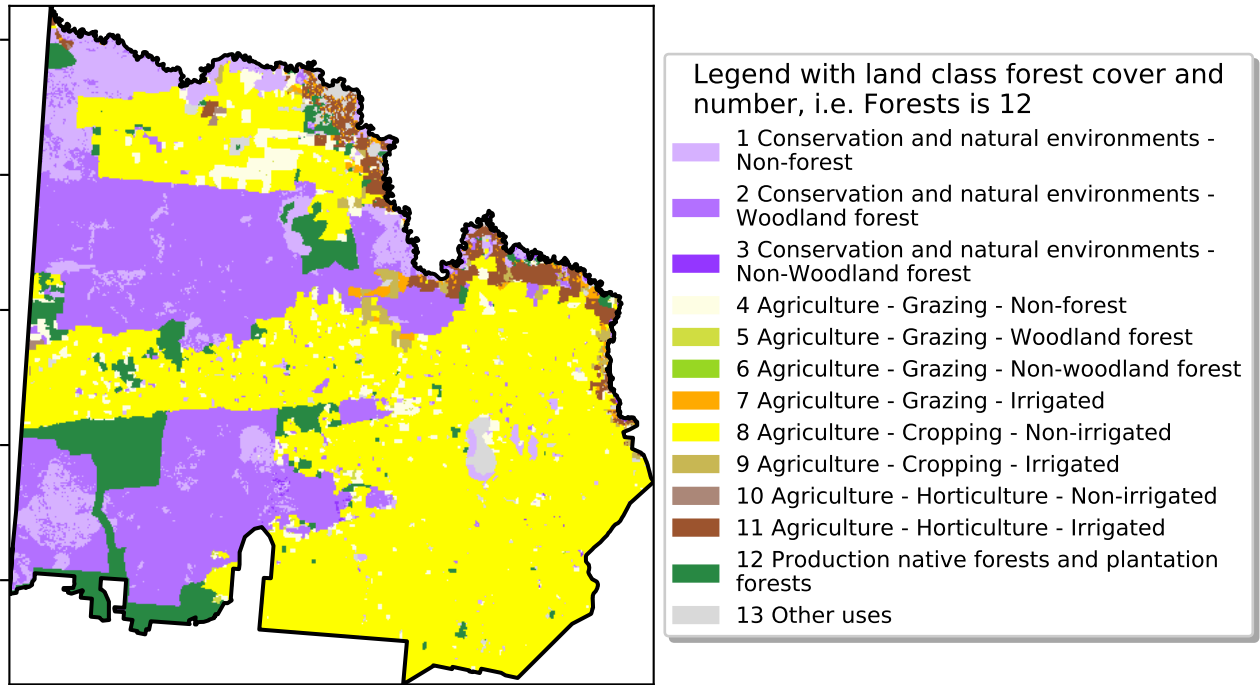 Legend with land class forest cover and
number, i.e. Forests is 12
1 Conservation and natural environments -
Non-forest
2 Conservation and natural environments -
Woodland forest
3 Conservation and natural environments -
Non-Woodland forest
4 Agriculture - Grazing - Non-forest
5 Agriculture - Grazing - Woodland forest
6 Agriculture - Grazing - Non-woodland forest
7 Agriculture - Grazing - Irrigated
8 Agriculture - Cropping - Non-irrigated
9 Agriculture - Cropping - Irrigated
10 Agriculture - Horticulture - Non-irrigated
11 Agriculture - Horticulture - Irrigated
12 Production native forests and plantation
forests
13 Other uses